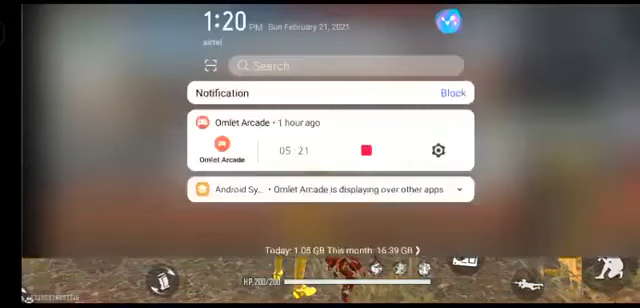 1:20 PM Sun February 21, 2021
airtel
Search
Notification Block
Omlet Arcade • 1 hour ago
Omlet Arcade 05 21
Android Sy... • Omlet Arcade is displaying over other apps
Today: 1.05 GB This month: 16.39 GB
HP 200/200